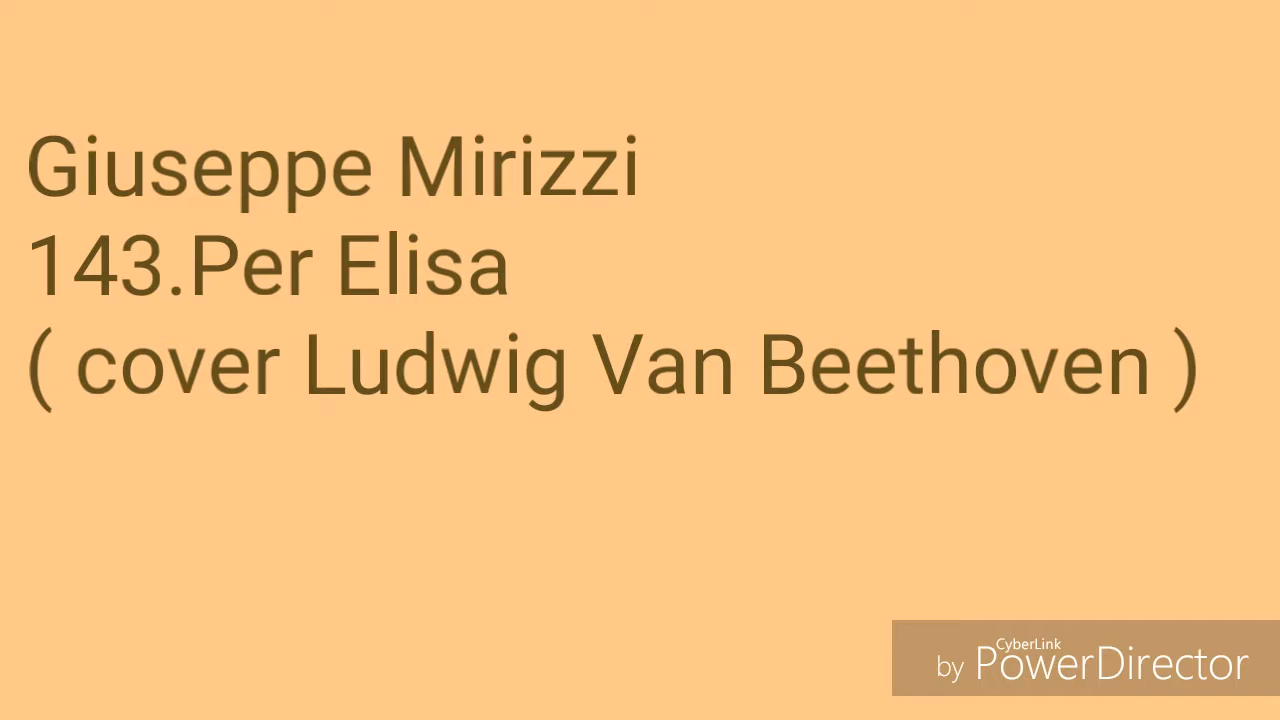 Giuseppe Mirizzi
143.Per Elisa
( cover Ludwig Van Beethoven )
CyberLink
by PowerDirector